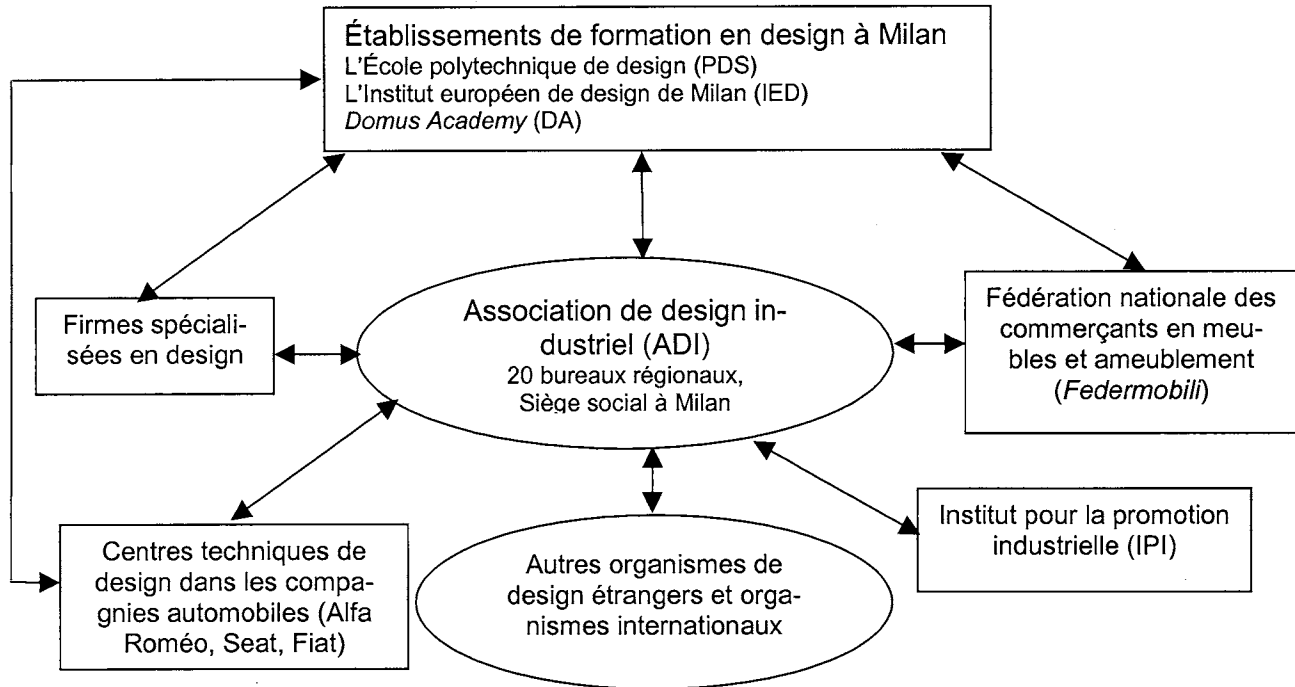 Établissements de formation en design à Milan
L'École polytechnique de design (PDS)
L'Institut européen de design de Milan (IED)
Domus Academy (DA)
Firmes spéciali-
sées en design
Association de design in-
dustriel (ADI)
20 bureaux régionaux,
Siège social à Milan
Fédération nationale des
commerçants en meu-
bles et ameublement
(Federmobili)
Centres techniques de
design dans les compa-
gnies automobiles (Alfa
Roméo, Seat, Fiat)
Autres organismes de
design étrangers et orga-
nismes internationaux
Institut pour la promotion
industrielle (IPI)